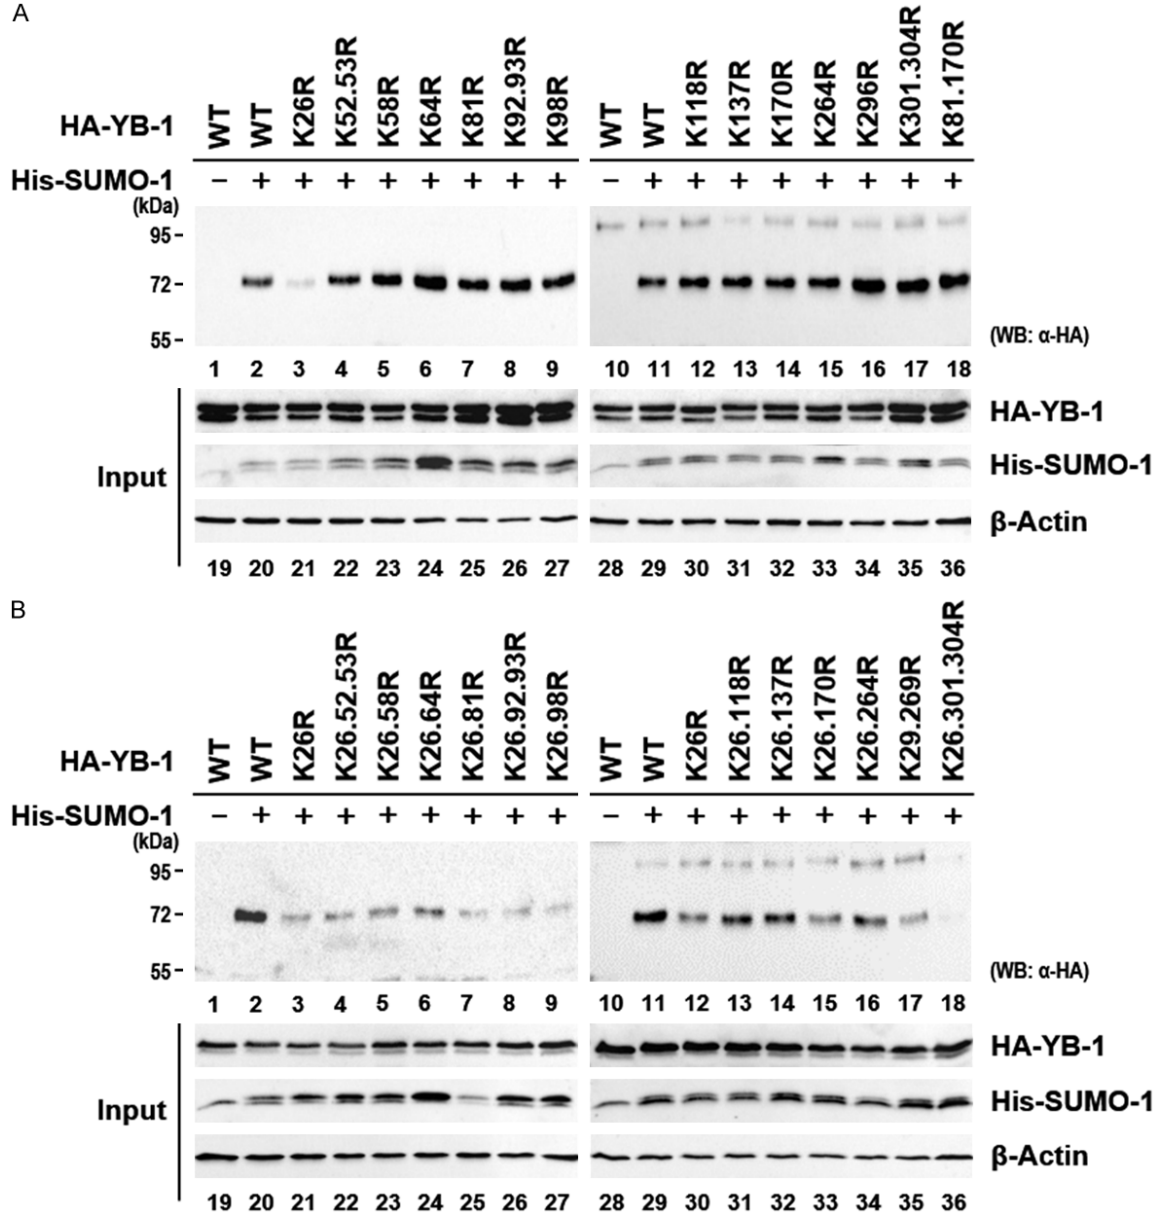 A
HA-YB-1 WT WT K26R K52.53R K58R K64R K81R K92.93R K98R WT WT K118R K137R K170R K264R K296R K301.304R K81.170R
His-SUMO-1 − + + + + + + + + − + + + + + + + +
(kDa)
95
72
55
(WB: α-HA)
1 2 3 4 5 6 7 8 9 10 11 12 13 14 15 16 17 18
HA-YB-1
Input His-SUMO-1
β-Actin
19 20 21 22 23 24 25 26 27 28 29 30 31 32 33 34 35 36
B
HA-YB-1 WT WT K26R K26.52.53R K26.58R K26.64R K26.81R K26.92.93R K26.98R WT WT K26R K26.118R K26.137R K26.170R K26.264R K29.269R K26.301.304R
His-SUMO-1 − + + + + + + + + − + + + + + + + +
(kDa)
95
72
55
(WB: α-HA)
1 2 3 4 5 6 7 8 9 10 11 12 13 14 15 16 17 18
HA-YB-1
Input His-SUMO-1
β-Actin
19 20 21 22 23 24 25 26 27 28 29 30 31 32 33 34 35 36